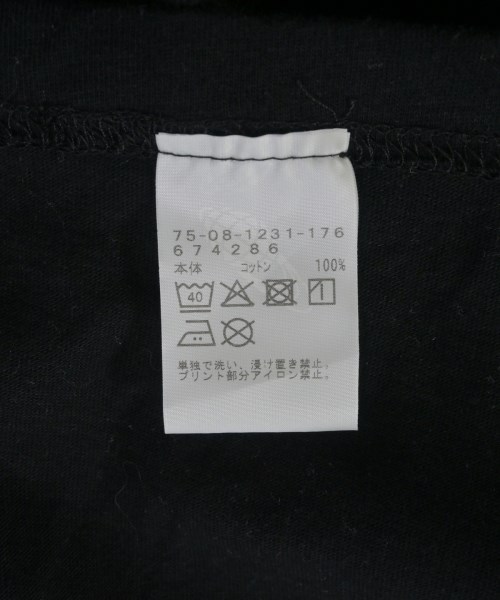 75-08-1231-176
674286
本体 コットン 100%
40
単独で洗い、浸け置き禁止。
プリント部分アイロン禁止。